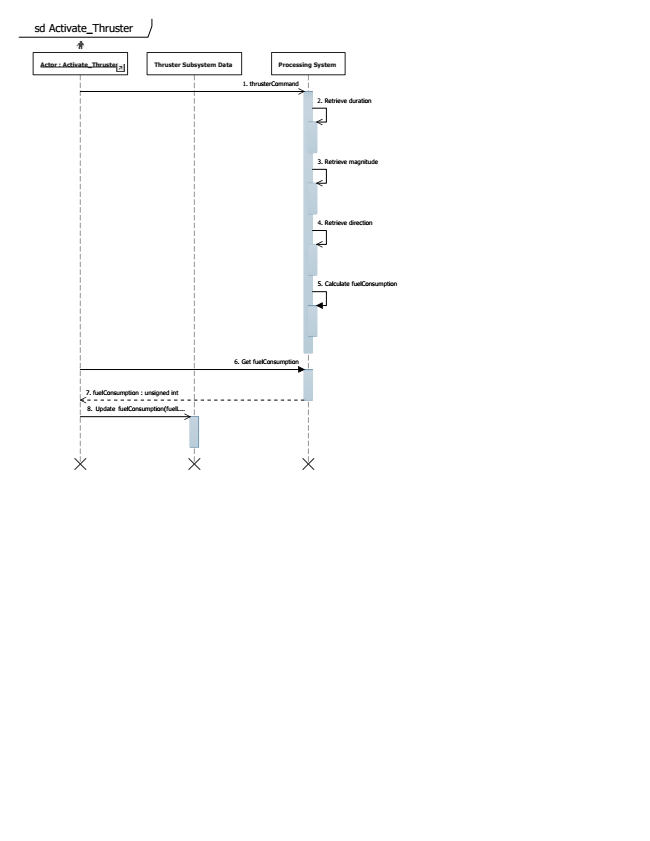 sd Activate_Thruster
Actor : Activate_Thruster
Thruster Subsystem Data
Processing System
1. thrusterCommand
2. Retrieve duration
3. Retrieve magnitude
4. Retrieve direction
5. Calculate fuelConsumption
6. Get fuelConsumption
7. fuelConsumption : unsigned int
8. Update fuelConsumption(fuelL...